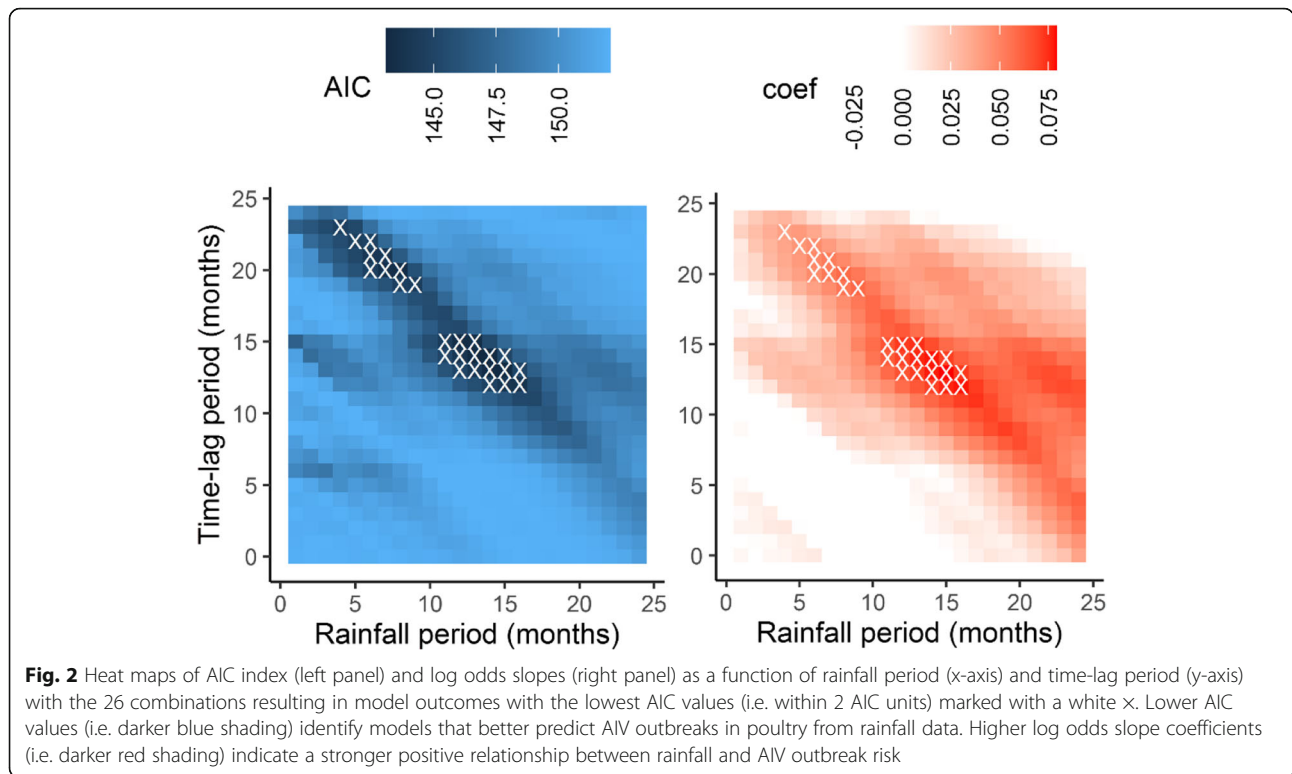 AIC
145.0
147.5
150.0
coef
-0.025
0.000
0.025
0.050
0.075
Time-lag period (months)
25
20
15
10
5
0
0 5 10 15 20 25
Rainfall period (months)
25
20
15
10
5
0
0 5 10 15 20 25
Rainfall period (months)
X
X X
X X
X X X
X X
X X X
X X X X X
X X X X X
X X X
Fig. 2 Heat maps of AIC index (left panel) and log odds slopes (right panel) as a function of rainfall period (x-axis) and time-lag period (y-axis)
with the 26 combinations resulting in model outcomes with the lowest AIC values (i.e. within 2 AIC units) marked with a white ×. Lower AIC
values (i.e. darker blue shading) identify models that better predict AIV outbreaks in poultry from rainfall data. Higher log odds slope coefficients
(i.e. darker red shading) indicate a stronger positive relationship between rainfall and AIV outbreak risk